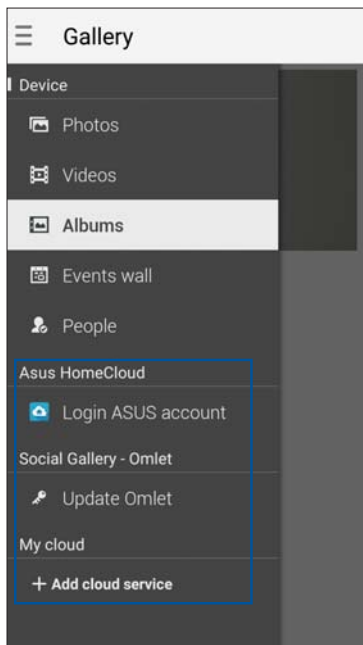 Gallery
Device
Photos
Videos
Albums
Events wall
People
Asus HomeCloud
Login ASUS account
Social Gallery - Omlet
Update Omlet
My cloud
+ Add cloud service